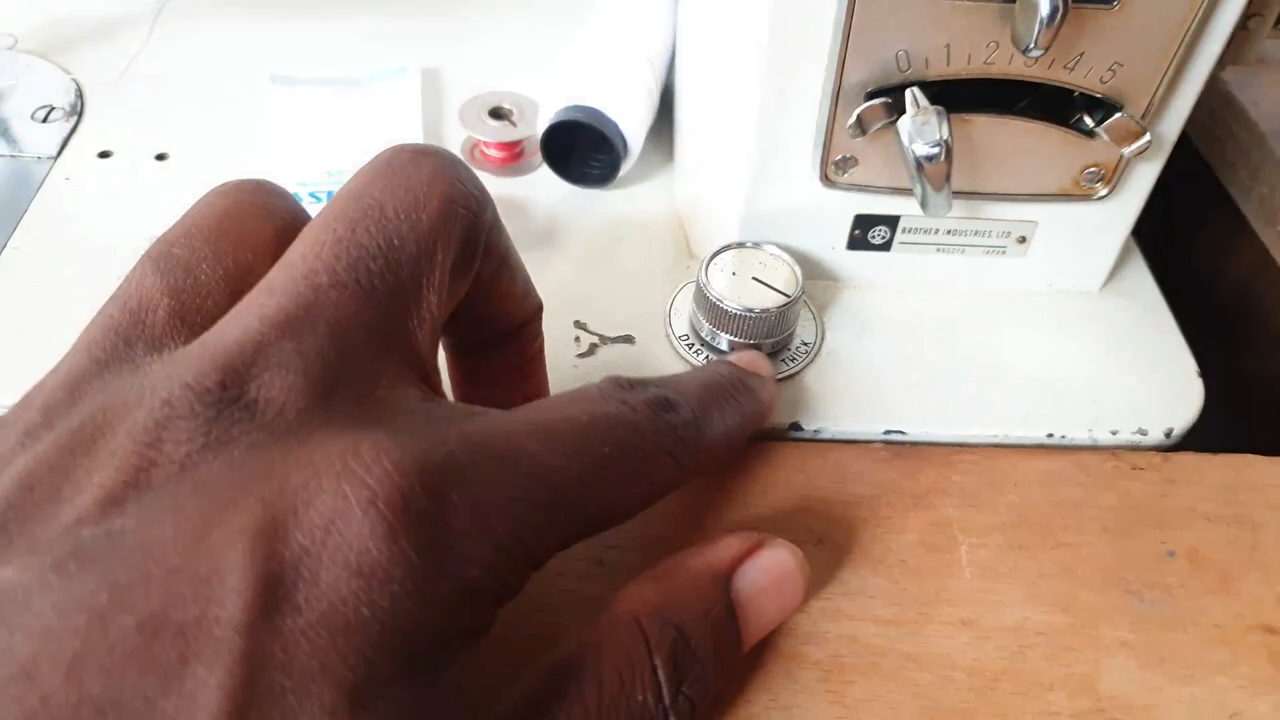 0 1 2 3 4 5
BROTHER INDUSTRIES, LTD.
NAGOYA JAPAN
DARN
THICK